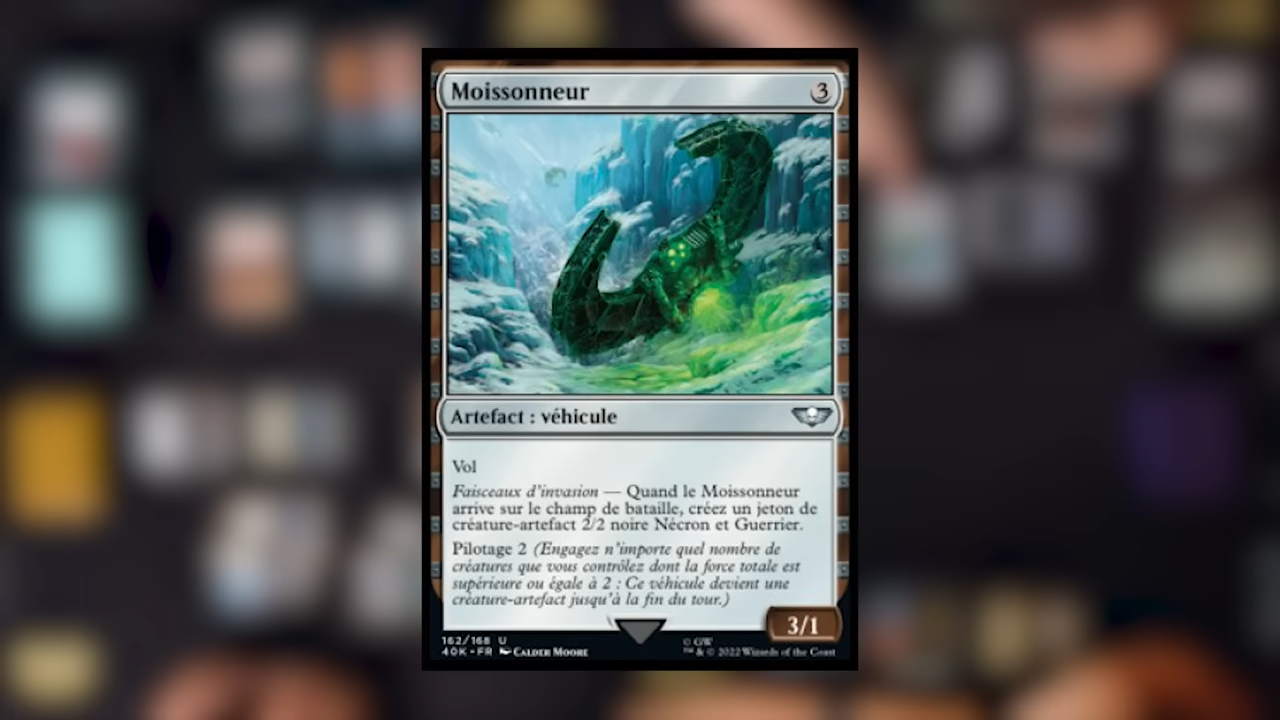 Moissonneur 3
Artefact : véhicule
Vol
Faisceaux d'invasion — Quand le Moissonneur
arrive sur le champ de bataille, créez un jeton de
créature-artefact 2/2 noire Nécron et Guerrier.
Pilotage 2 (Engagez n'importe quel nombre de
créatures que vous contrôlez dont la force totale est
supérieure ou égale à 2 : Ce véhicule devient une
créature-artefact jusqu'à la fin du tour.)
3/1
162/168 U
40K • FR Calder Moore
© GW
™ & © 2022 Wizards of the Coast